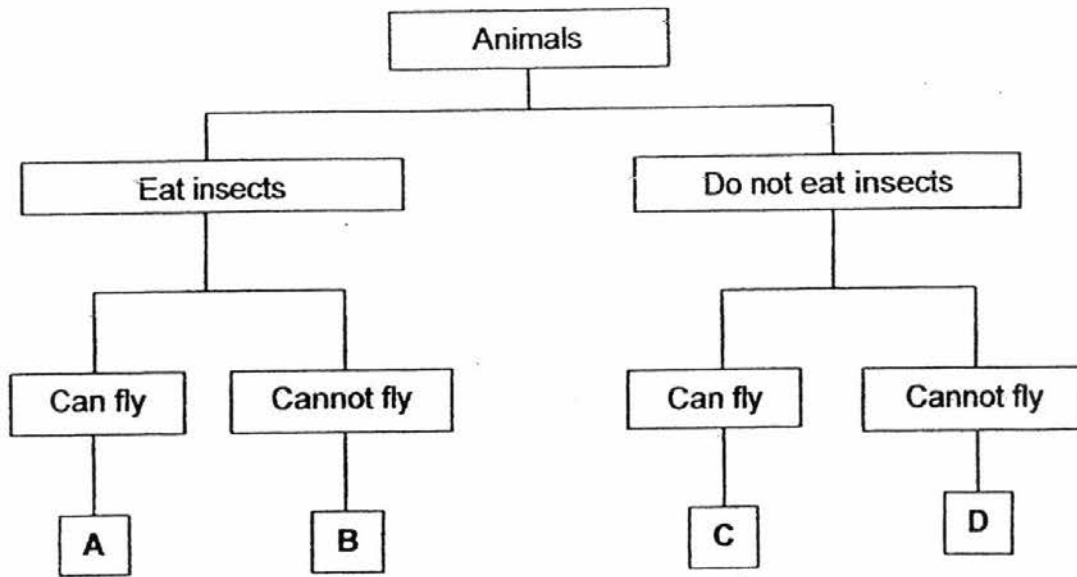 Animals
Eat insects
Do not eat insects
Can fly
Cannot fly
Can fly
Cannot fly
A
B
C
D